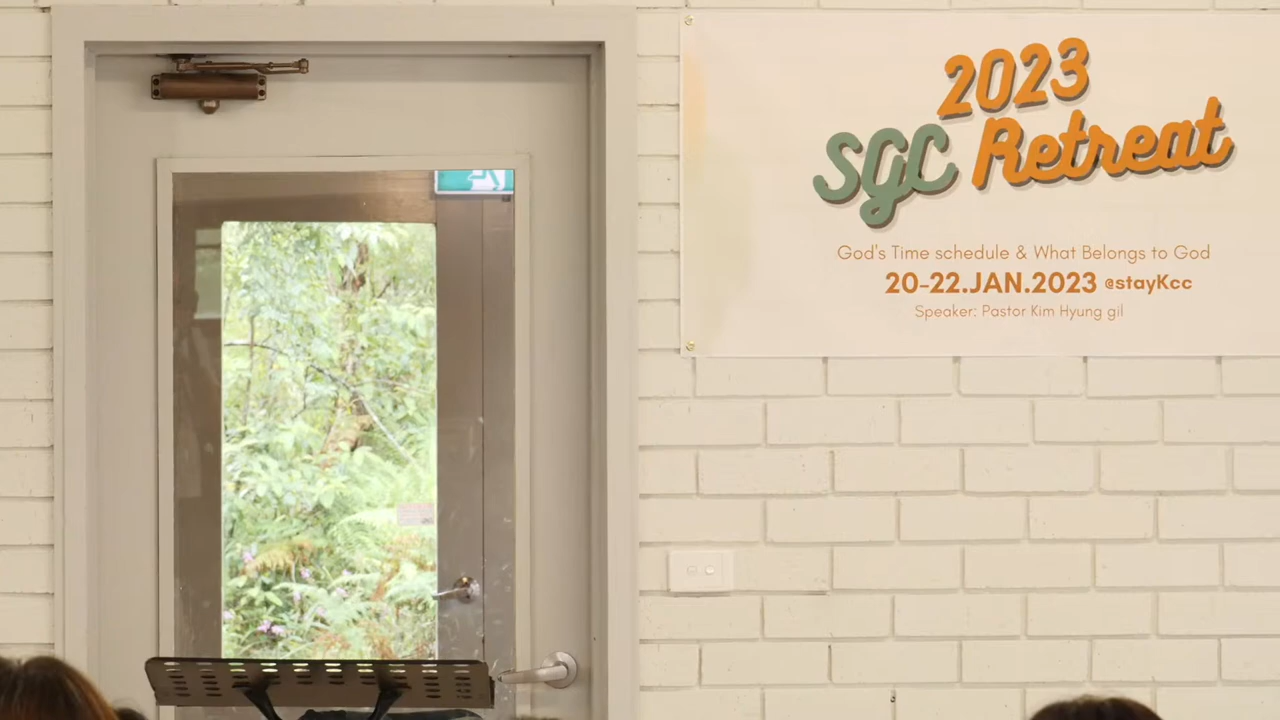 2023
SGC Retreat
God's Time schedule & What Belongs to God
20-22.JAN.2023 @stayKcc
Speaker: Pastor Kim Hyung gil